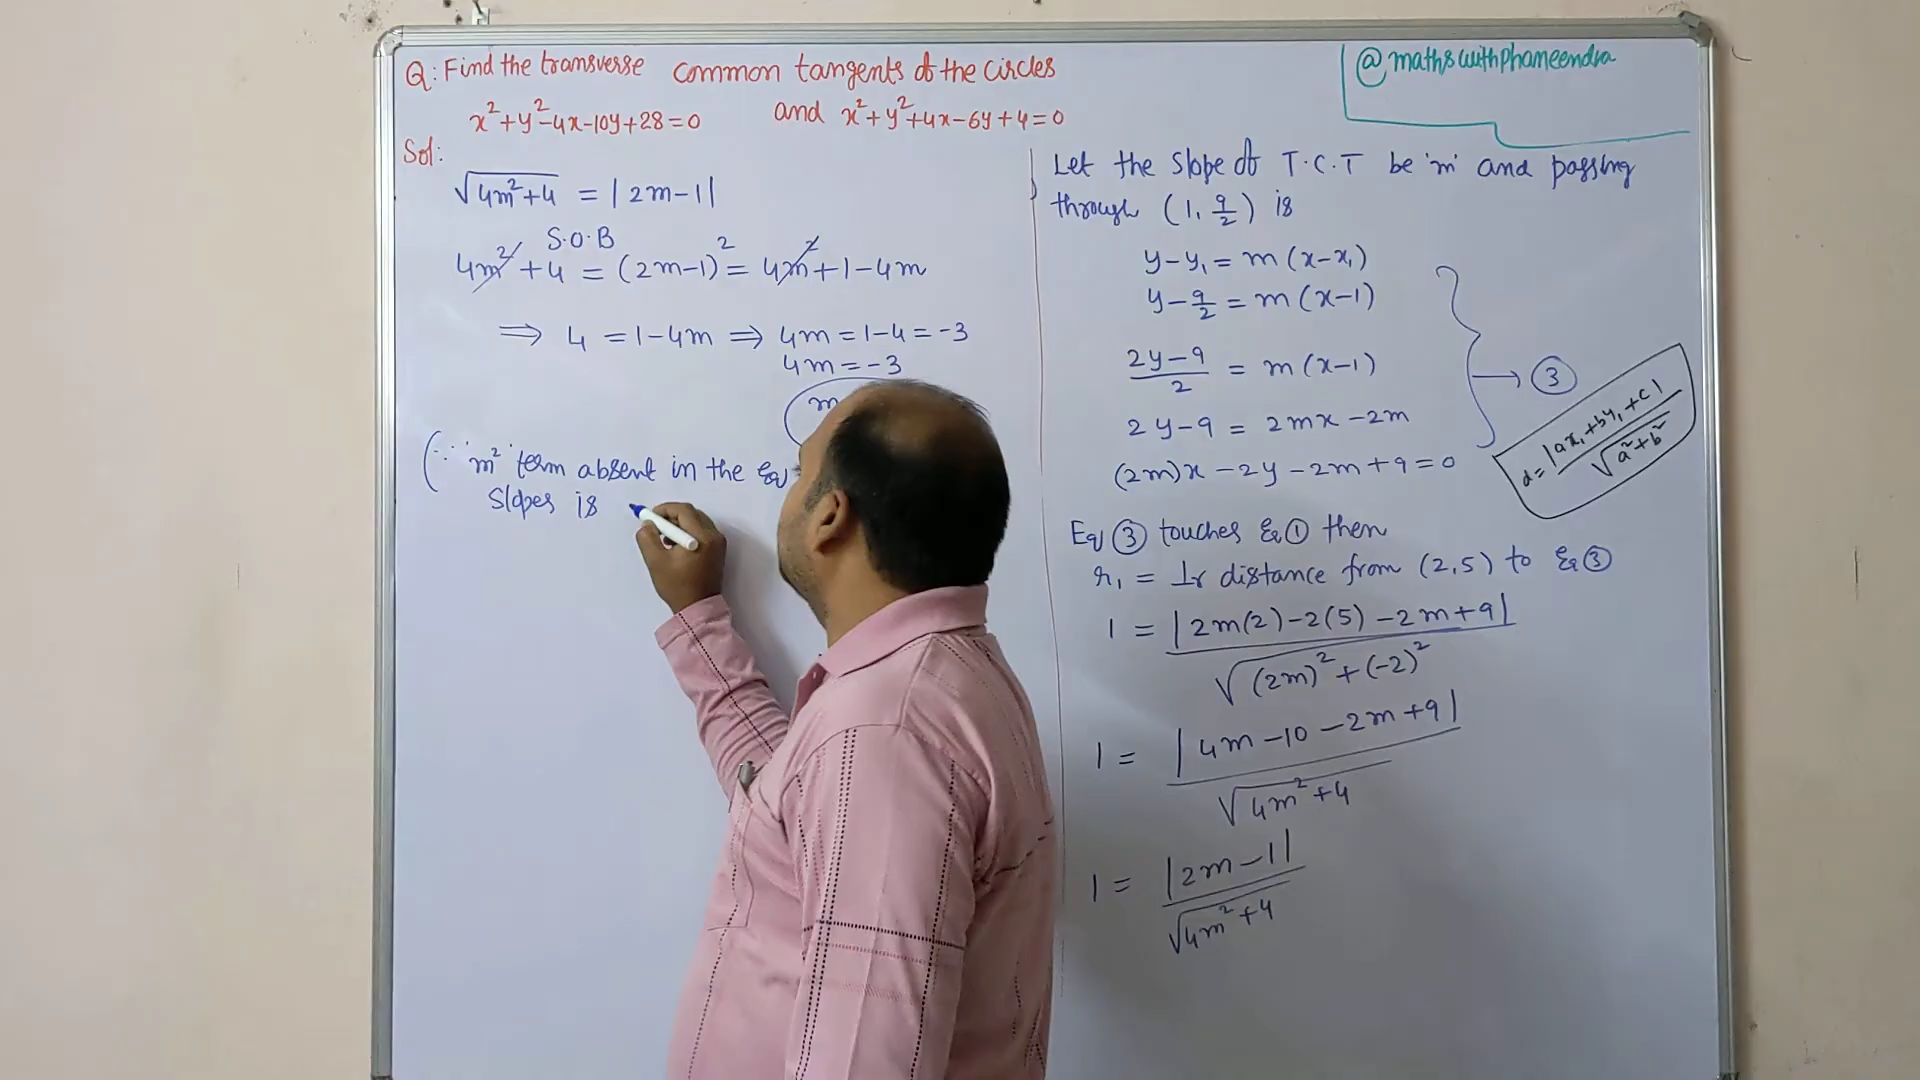 Q: Find the transverse common tangents of the circles
x²+y²-4x-10y+28=0 and x²+y²+4x-6y+4=0
@mathswithphaneendra
Sol:
√4m²+4 = |2m-1|
S.O.B
4m²+4 = (2m-1)² = 4m²+1-4m
⟹ 4 = 1-4m ⟹ 4m = 1-4 = -3
4m = -3
m
(∵ 'm²' term absent in the Eq
Slopes is
Let the slope of T.C.T be 'm' and passing
through (1, 9/2) is
y-y₁ = m(x-x₁)
y-9/2 = m(x-1)
(2y-9)/2 = m(x-1)
2y-9 = 2mx-2m
(2m)x-2y-2m+9=0
→ ③
d = |ax₁+by₁+c| / √a²+b²
Eq ③ touches Eq ① then
r₁ = ⊥r distance from (2,5) to Eq ③
1 = |2m(2)-2(5)-2m+9| / √(2m)²+(-2)²
1 = |4m-10-2m+9| / √4m²+4
1 = |2m-1| / √4m²+4